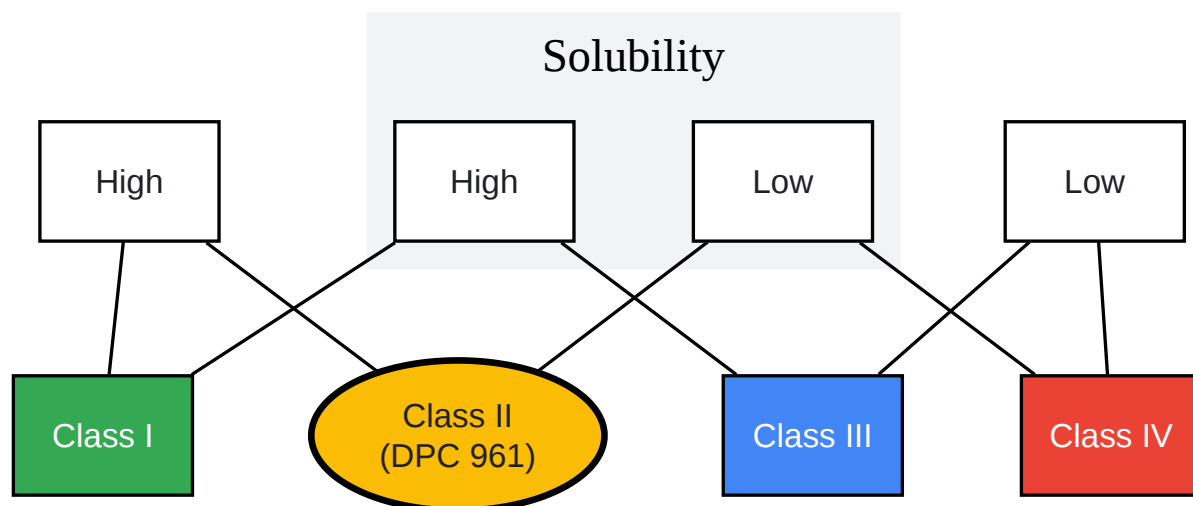 Solubility
High
High
Low
Low
Class I
Class II
(DPC 961)
Class III
Class IV